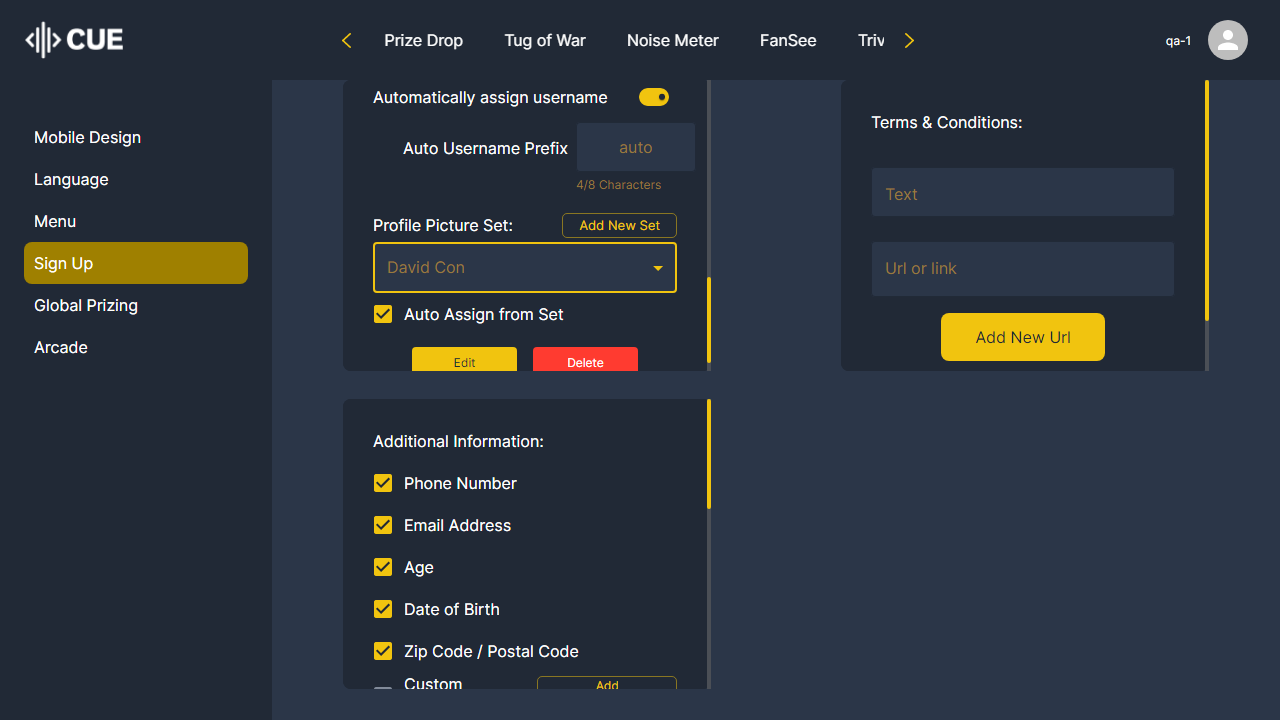 CUE
Prize Drop
Tug of War
Noise Meter
FanSee
Triv
qa-1
Mobile Design
Language
Menu
Sign Up
Global Prizing
Arcade
Automatically assign username
Auto Username Prefix
auto
4/8 Characters
Profile Picture Set:
Add New Set
David Con
Auto Assign from Set
Edit
Delete
Terms & Conditions:
Text
Url or link
Add New Url
Additional Information:
Phone Number
Email Address
Age
Date of Birth
Zip Code / Postal Code
Custom
Add